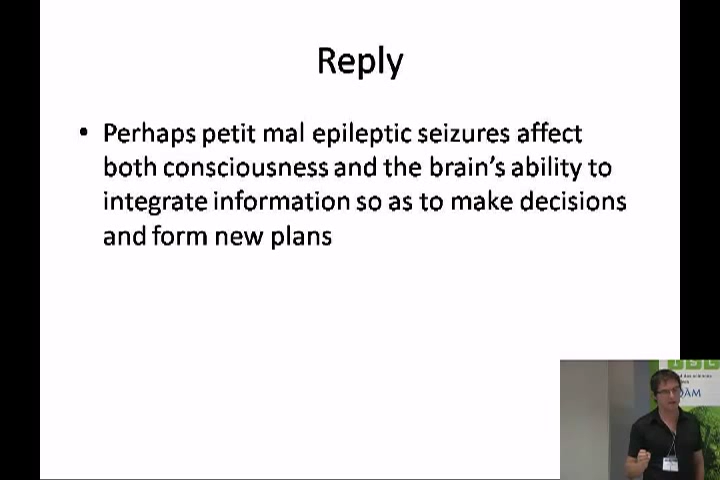 Reply
• Perhaps petit mal epileptic seizures affect
both consciousness and the brain's ability to
integrate information so as to make decisions
and form new plans